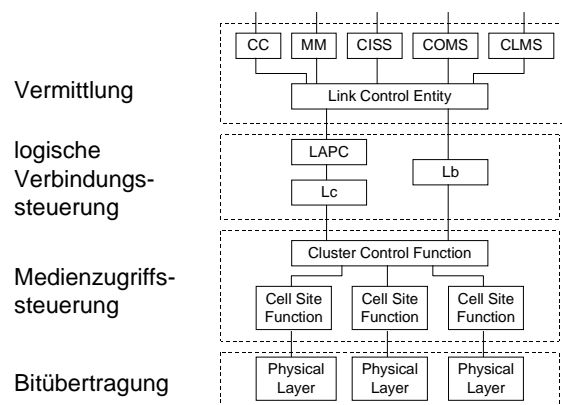 CC MM CISS COMS CLMS
Vermittlung
Link Control Entity
logische
Verbindungs-
steuerung
LAPC
Lc
Lb
Cluster Control Function
Medienzugriffs-
steuerung
Cell Site
Function
Cell Site
Function
Cell Site
Function
Bitübertragung
Physical
Layer
Physical
Layer
Physical
Layer